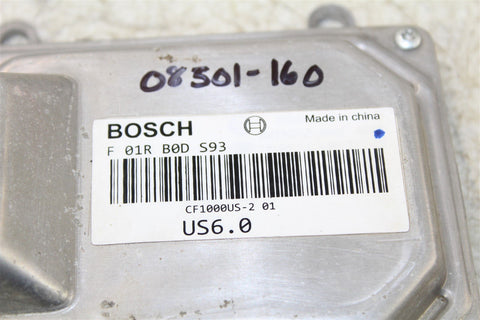 08501-160
BOSCH
Made in china
F 01R B0D S93
CF1000US-2 01
US6.0